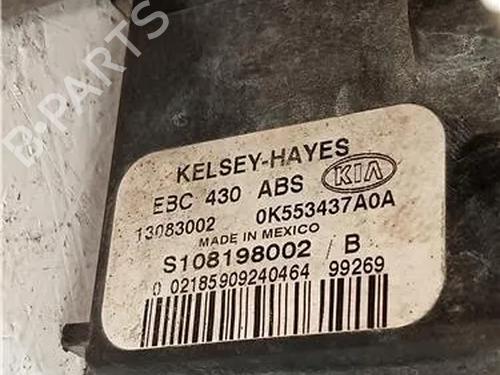 B-PARTS
KELSEY-HAYES
EBC 430 ABS KIA
13083002 0K553437A0A
MADE IN MEXICO
S108198002 / B
0 02185909240464 99269